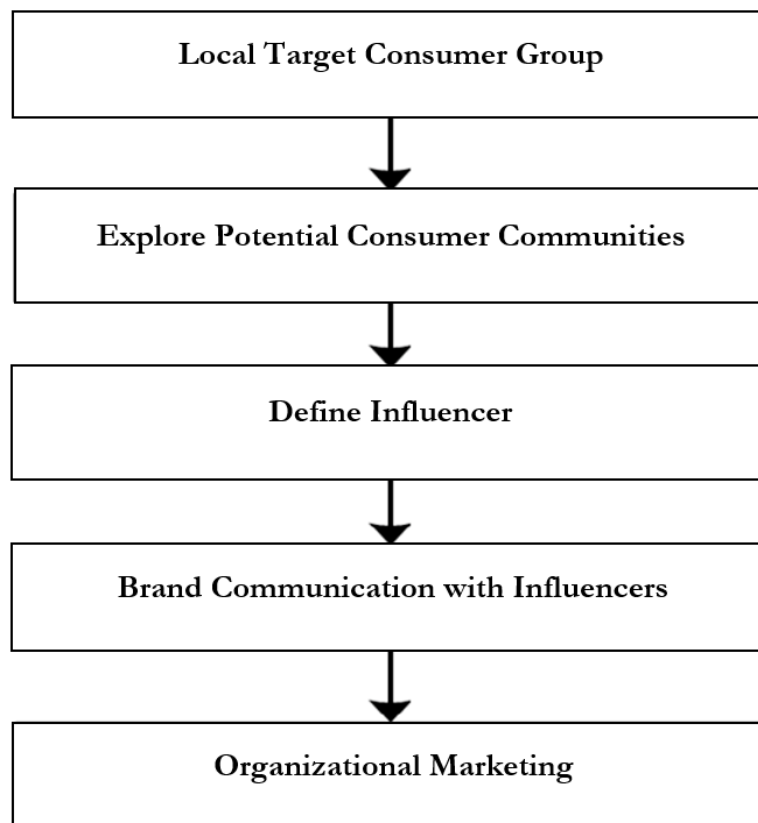 Local Target Consumer Group
Explore Potential Consumer Communities
Define Influencer
Brand Communication with Influencers
Organizational Marketing